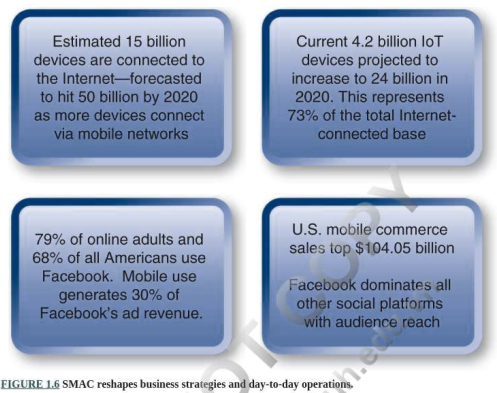 Estimated 15 billion
devices are connected to
the Internet—forecasted
to hit 50 billion by 2020
as more devices connect
via mobile networks
Current 4.2 billion IoT
devices projected to
increase to 24 billion in
2020. This represents
73% of the total Internet-
connected base
79% of online adults and
68% of all Americans use
Facebook. Mobile use
generates 30% of
Facebook's ad revenue.
U.S. mobile commerce
sales top $104.05 billion
Facebook dominates all
other social platforms
with audience reach
FIGURE 1.6 SMAC reshapes business strategies and day-to-day operations.